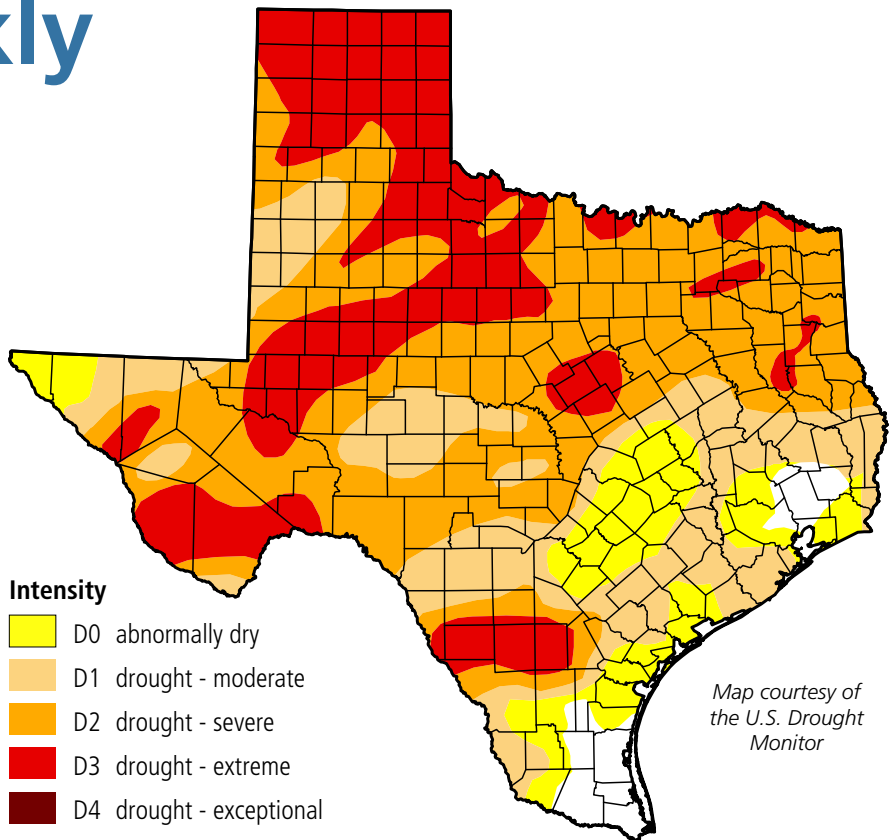 kly
Intensity
D0 abnormally dry
D1 drought - moderate
D2 drought - severe
D3 drought - extreme
D4 drought - exceptional
Map courtesy of
the U.S. Drought
Monitor